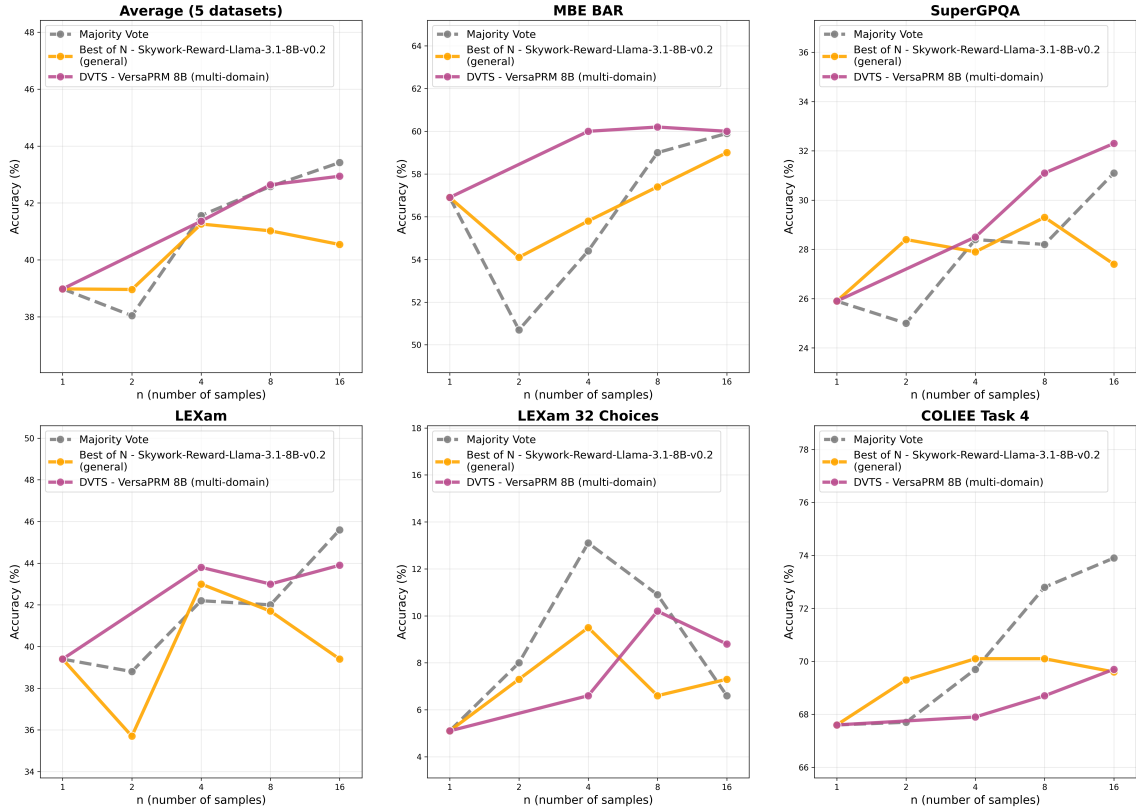 Average (5 datasets)
48
46
44
42
40
38
Accuracy (%)
Majority Vote
Best of N - Skywork-Reward-Llama-3.1-8B-v0.2
(general)
DVTS - VersaPRM 8B (multi-domain)
1 2 4 8 16
n (number of samples)
MBE BAR
64
62
60
58
56
54
52
50
Accuracy (%)
Majority Vote
Best of N - Skywork-Reward-Llama-3.1-8B-v0.2
(general)
DVTS - VersaPRM 8B (multi-domain)
1 2 4 8 16
n (number of samples)
SuperGPQA
36
34
32
30
28
26
24
Accuracy (%)
Majority Vote
Best of N - Skywork-Reward-Llama-3.1-8B-v0.2
(general)
DVTS - VersaPRM 8B (multi-domain)
1 2 4 8 16
n (number of samples)
LEXam
50
48
46
44
42
40
38
36
34
Accuracy (%)
Majority Vote
Best of N - Skywork-Reward-Llama-3.1-8B-v0.2
(general)
DVTS - VersaPRM 8B (multi-domain)
1 2 4 8 16
n (number of samples)
LEXam 32 Choices
18
16
14
12
10
8
6
4
Accuracy (%)
Majority Vote
Best of N - Skywork-Reward-Llama-3.1-8B-v0.2
(general)
DVTS - VersaPRM 8B (multi-domain)
1 2 4 8 16
n (number of samples)
COLIEE Task 4
78
76
74
72
70
68
66
Accuracy (%)
Majority Vote
Best of N - Skywork-Reward-Llama-3.1-8B-v0.2
(general)
DVTS - VersaPRM 8B (multi-domain)
1 2 4 8 16
n (number of samples)